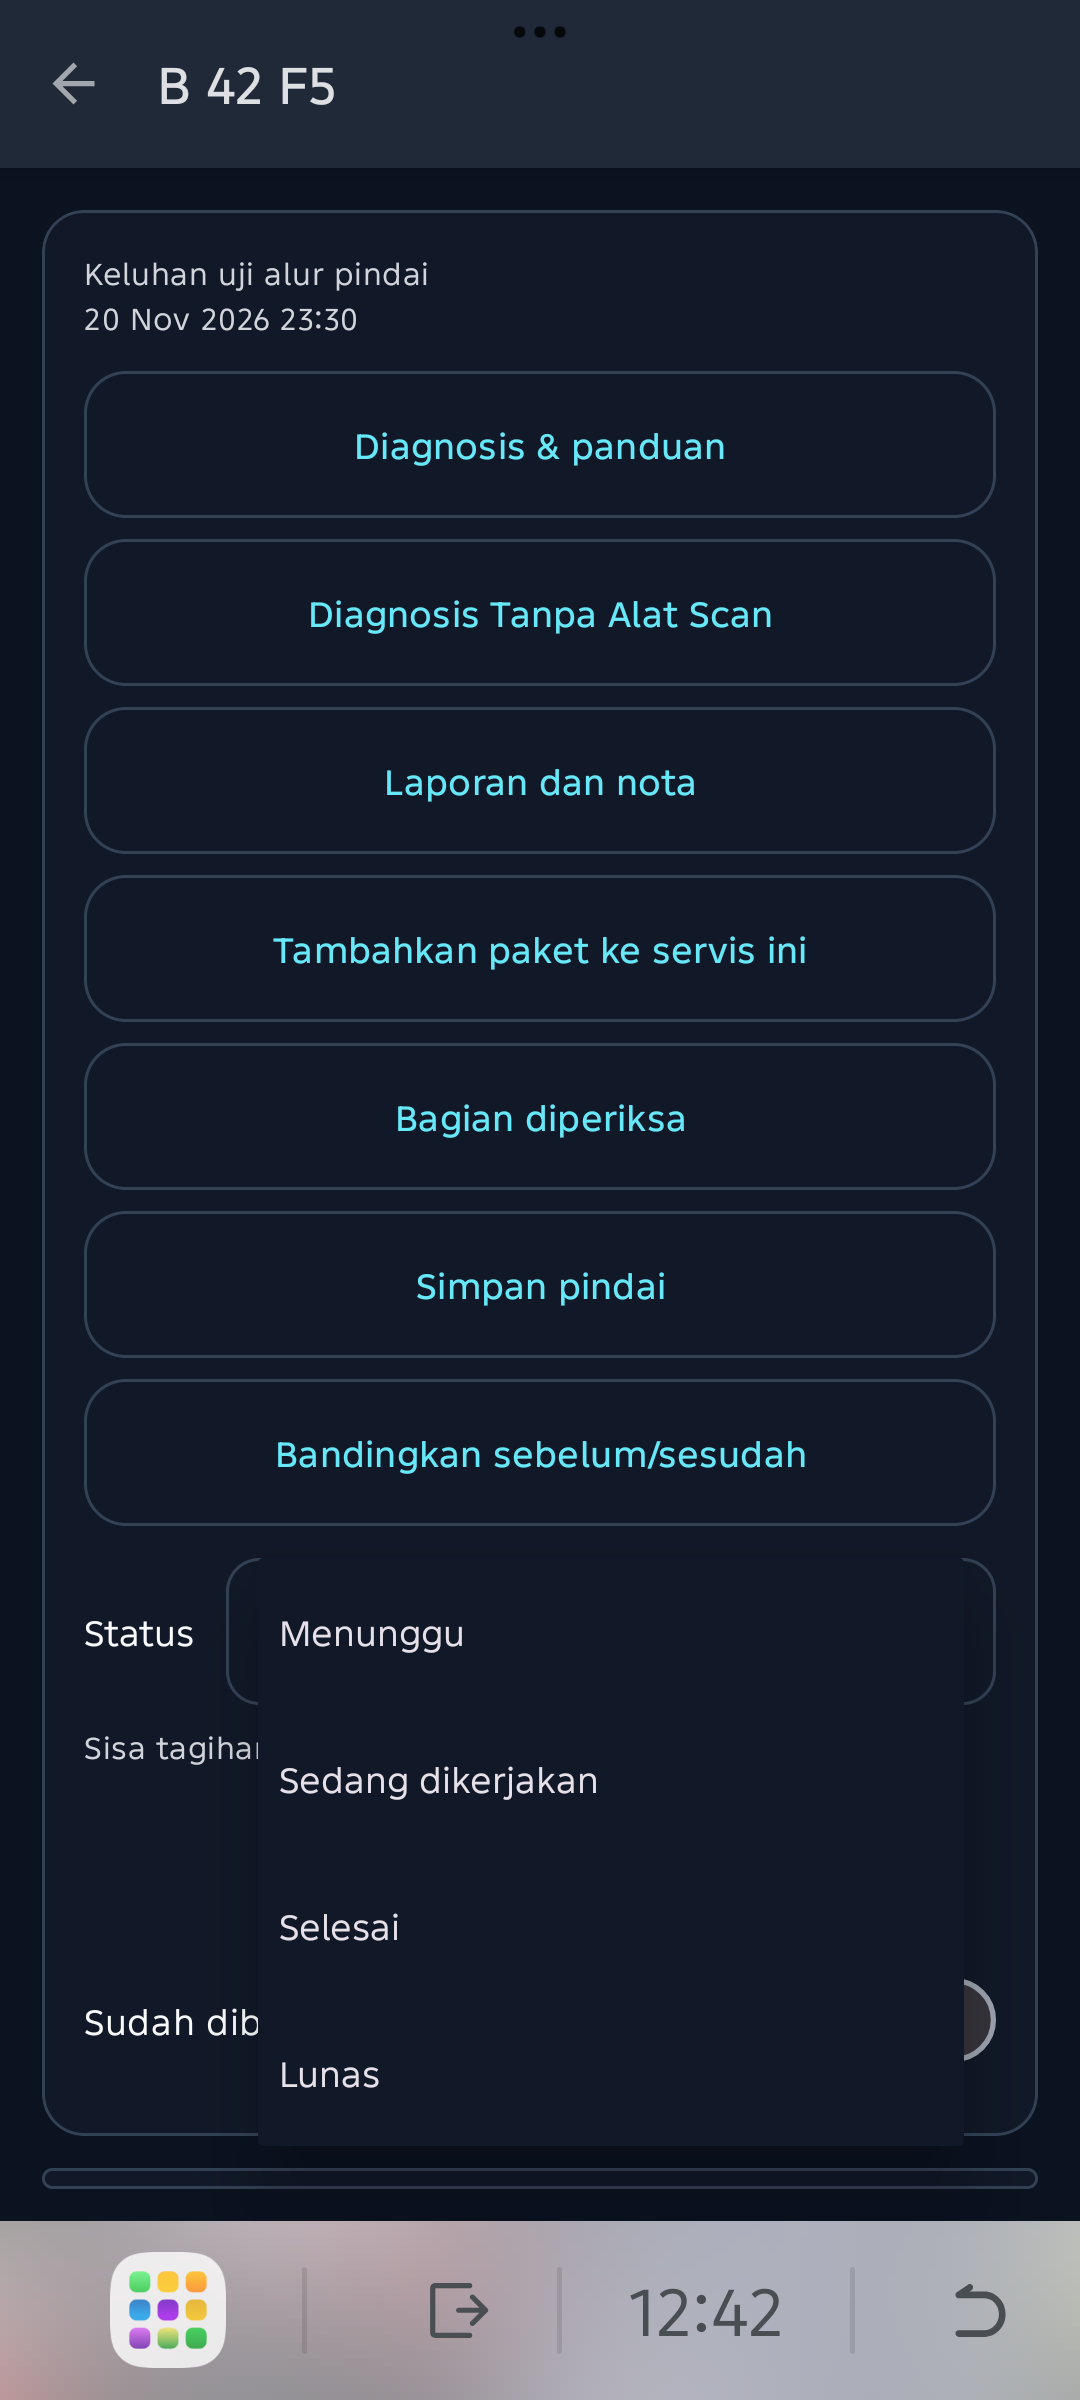 B 42 F5
Keluhan uji alur pindai
20 Nov 2026 23:30
Diagnosis & panduan
Diagnosis Tanpa Alat Scan
Laporan dan nota
Tambahkan paket ke servis ini
Bagian diperiksa
Simpan pindai
Bandingkan sebelum/sesudah
Status
Menunggu
Sisa
Sedang dikerjakan
Selesai
Sudah
Lunas
12:42